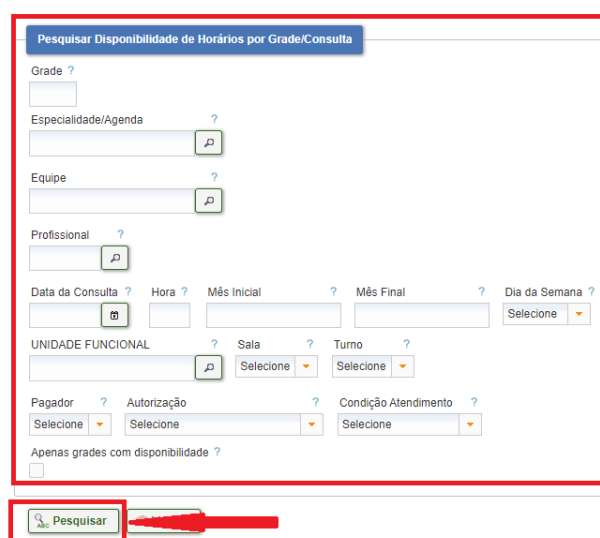 Pesquisar Disponibilidade de Horários por Grade/Consulta
Grade ?
Especialidade/Agenda ?
Equipe ?
Profissional ?
Data da Consulta ? Hora ? Mês Inicial ? Mês Final ? Dia da Semana ?
Selecione
UNIDADE FUNCIONAL ? Sala ? Turno ?
Selecione Selecione
Pagador ? Autorização ? Condição Atendimento ?
Selecione Selecione Selecione
Apenas grades com disponibilidade ?
ABC Pesquisar